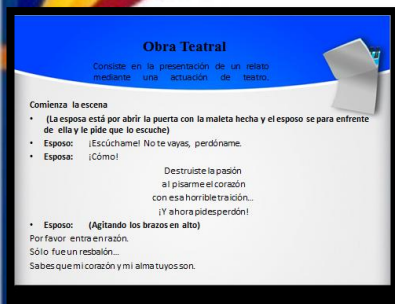 Obra Teatral
Consiste en la presentación de un relato
mediante una actuación de teatro.
Comienza la escena
• (La esposa está por abrir la puerta con la maleta hecha y el esposo se para enfrente
de ella y le pide que lo escuche)
• Esposo: ¡Escúchame! No te vayas, perdóname.
• Esposa: ¡Cómo!
Destruiste la pasión
al pisarme el corazón
con esa horrible traición...
¡Y ahora pides perdón!
• Esposo: (Agitando los brazos en alto)
Por favor entra en razón.
Sólo fue un resbalón...
Sabes que mi corazón y mi alma tuyos son.